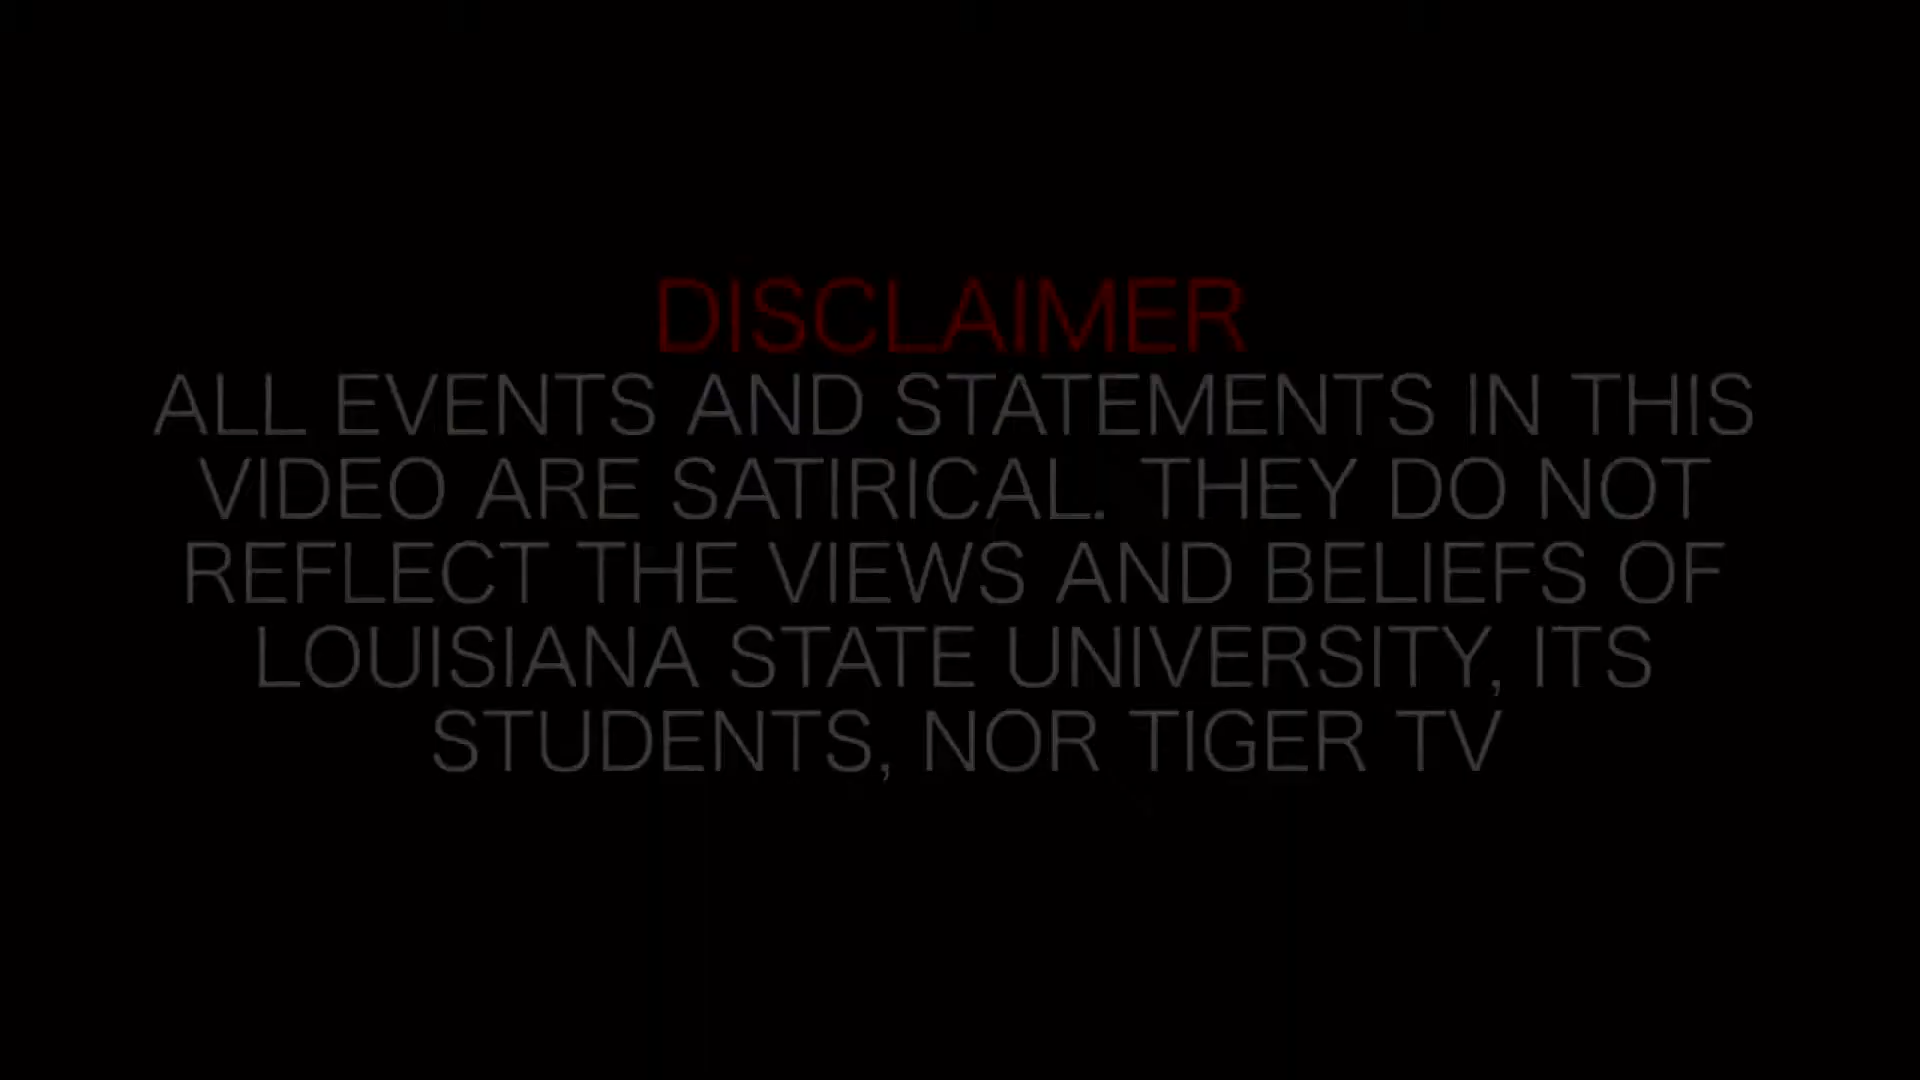 DISCLAIMER
ALL EVENTS AND STATEMENTS IN THIS
VIDEO ARE SATIRICAL. THEY DO NOT
REFLECT THE VIEWS AND BELIEFS OF
LOUISIANA STATE UNIVERSITY, ITS
STUDENTS, NOR TIGER TV